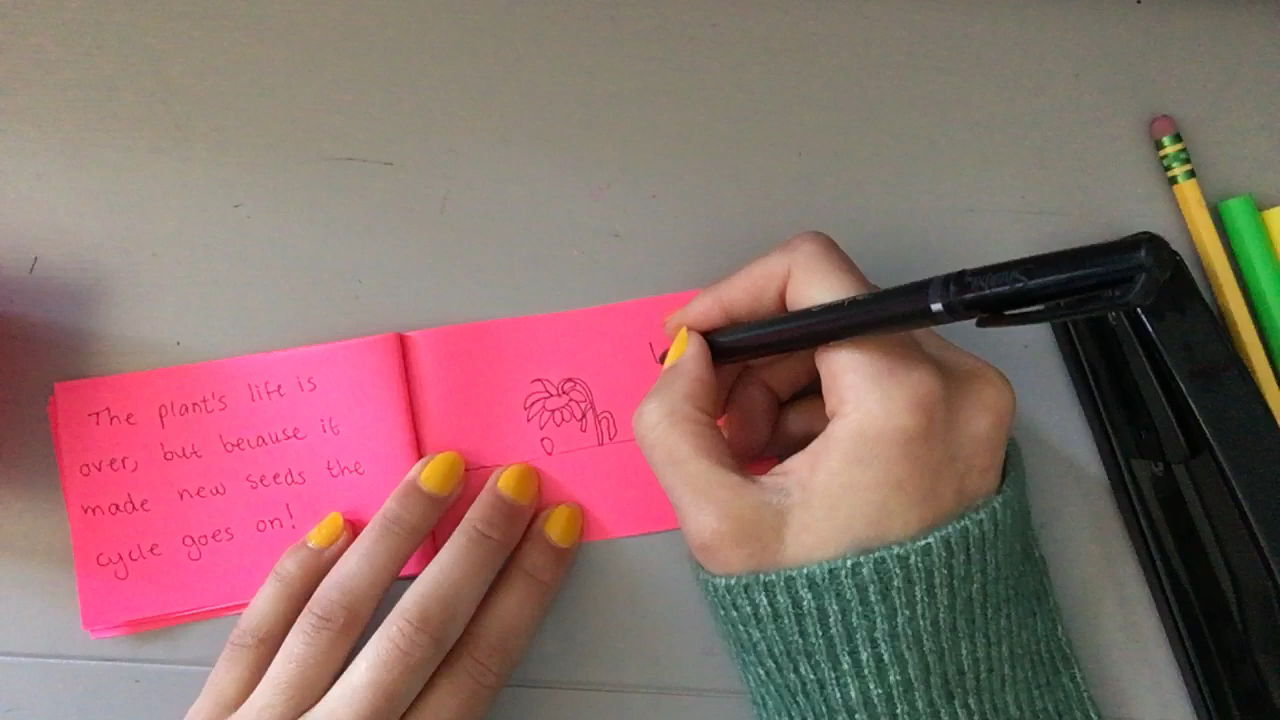 The plant's life is
over, but because it
made new seeds the
cycle goes on!